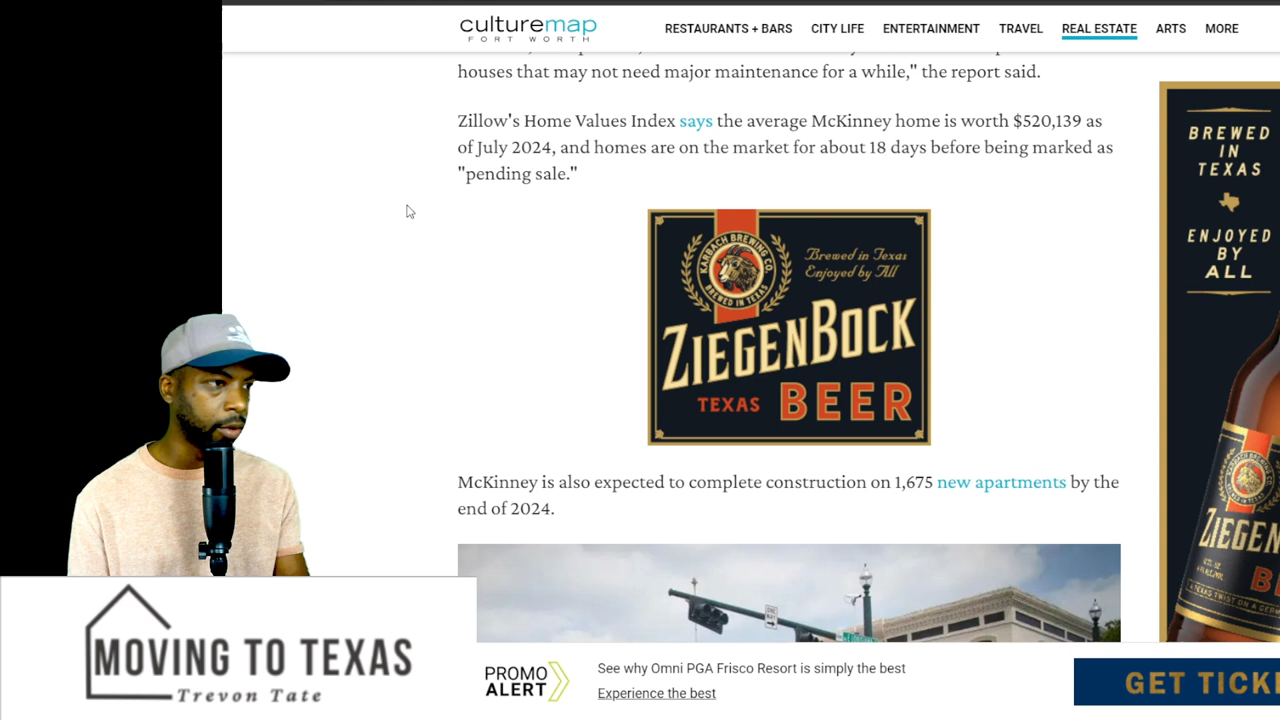 culturemap
FORT WORTH
RESTAURANTS + BARS CITY LIFE ENTERTAINMENT TRAVEL REAL ESTATE ARTS MORE
houses that may not need major maintenance for a while," the report said.
Zillow's Home Values Index says the average McKinney home is worth $520,139 as
of July 2024, and homes are on the market for about 18 days before being marked as
"pending sale."
KARBACH BREWING CO.
BREWED IN TEXAS
Brewed in Texas
Enjoyed by All
ZIEGENBOCK
TEXAS BEER
McKinney is also expected to complete construction on 1,675 new apartments by the
end of 2024.
ONE WAY
BREWED
IN
TEXAS
ENJOYED
BY
ALL
ZIEGEN
MOVING TO TEXAS
Trevon Tate
PROMO
ALERT
See why Omni PGA Frisco Resort is simply the best
Experience the best
GET TICK